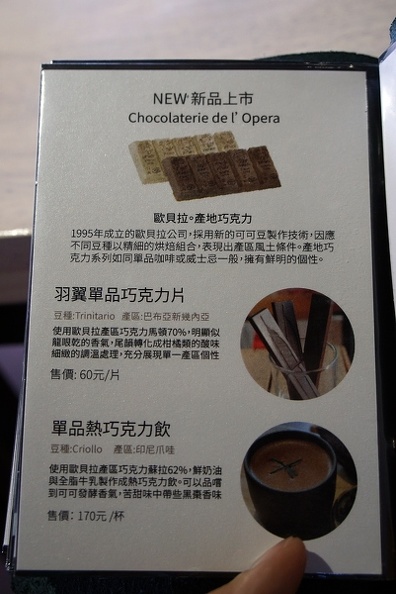 NEW 新品上市
Chocolaterie de l’ Opera
歐貝拉。產地巧克力
1995年成立的歐貝拉公司，採用新的可可豆製作技術，因應
不同豆種以精細的烘焙組合，表現出產區風土條件。產地巧
克力系列如同單品咖啡或威士忌一般，擁有鮮明的個性。
羽翼單品巧克力片
豆種:Trinitario 產區:巴布亞新幾內亞
使用歐貝拉產區巧克力馬頓70%，明顯似
龍眼乾的香氣，尾韻轉化成柑橘類的酸味
細緻的調溫處理，充分展現單一產區個性
售價: 60元/片
單品熱巧克力飲
豆種:Criollo 產區:印尼爪哇
使用歐貝拉產區巧克力蘇拉62%，鮮奶油
與全脂牛乳製作成熱巧克力飲。可以品嚐
到可可發酵香氣，苦甜味中帶些黑棗香味
售價: 170元 /杯